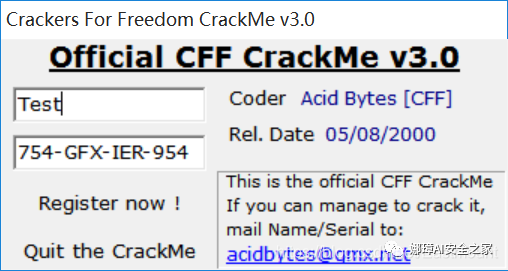 Crackers For Freedom CrackMe v3.0
Official CFF CrackMe v3.0
Test
Coder Acid Bytes [CFF]
754-GFX-IER-954
Rel. Date 05/08/2000
Register now !
Quit the CrackMe
This is the official CFF CrackMe
If you can manage to crack it,
mail Name/Serial to:
acidbytes@gmx.net
娜璋AI安全之家